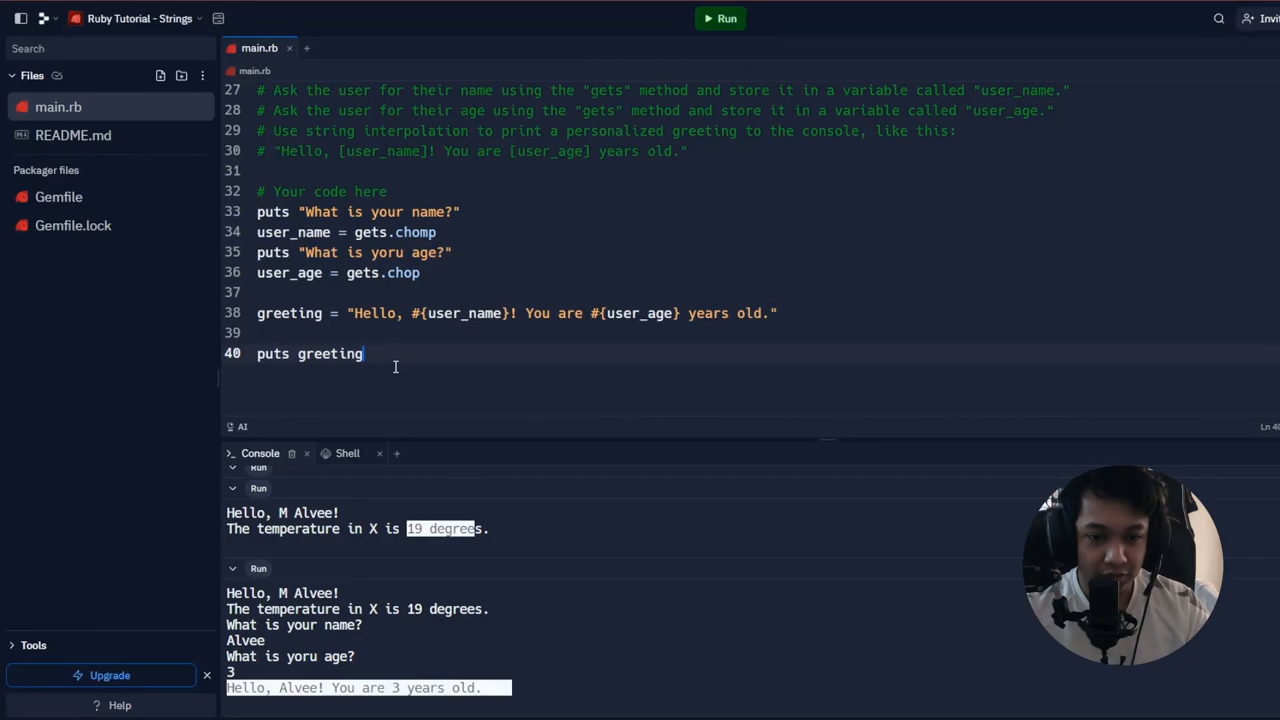 Ruby Tutorial - Strings
Run
Invi
Search
main.rb
Files
main.rb
main.rb
README.md
Packager files
Gemfile
Gemfile.lock
27 # Ask the user for their name using the "gets" method and store it in a variable called "user_name."
28 # Ask the user for their age using the "gets" method and store it in a variable called "user_age."
29 # Use string interpolation to print a personalized greeting to the console, like this:
30 # "Hello, [user_name]! You are [user_age] years old."
31
32 # Your code here
33 puts "What is your name?"
34 user_name = gets.chomp
35 puts "What is yoru age?"
36 user_age = gets.chop
37
38 greeting = "Hello, #{user_name}! You are #{user_age} years old."
39
40 puts greeting
AI
Ln 40
Console
Shell
Run
Run
Hello, M Alvee!
The temperature in X is 19 degrees.
Run
Hello, M Alvee!
The temperature in X is 19 degrees.
What is your name?
Alvee
What is yoru age?
3
Hello, Alvee! You are 3 years old.
Tools
Upgrade
Help